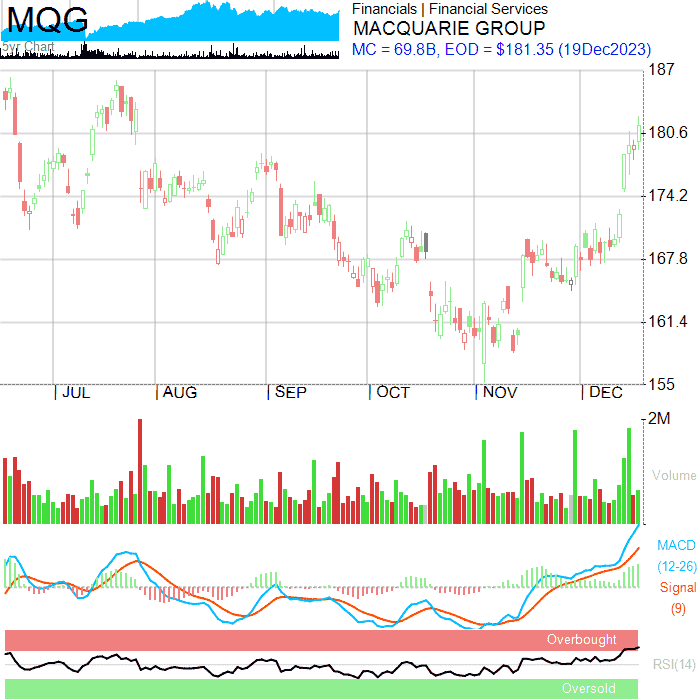 MQG
5yr Chart
Financials | Financial Services
MACQUARIE GROUP
MC = 69.8B, EOD = $181.35 (19Dec2023)
187
180.6
174.2
167.8
161.4
155
JUL AUG SEP OCT NOV DEC
2M
Volume
MACD
(12-26)
Signal
(9)
Overbought
RSI(14)
Oversold